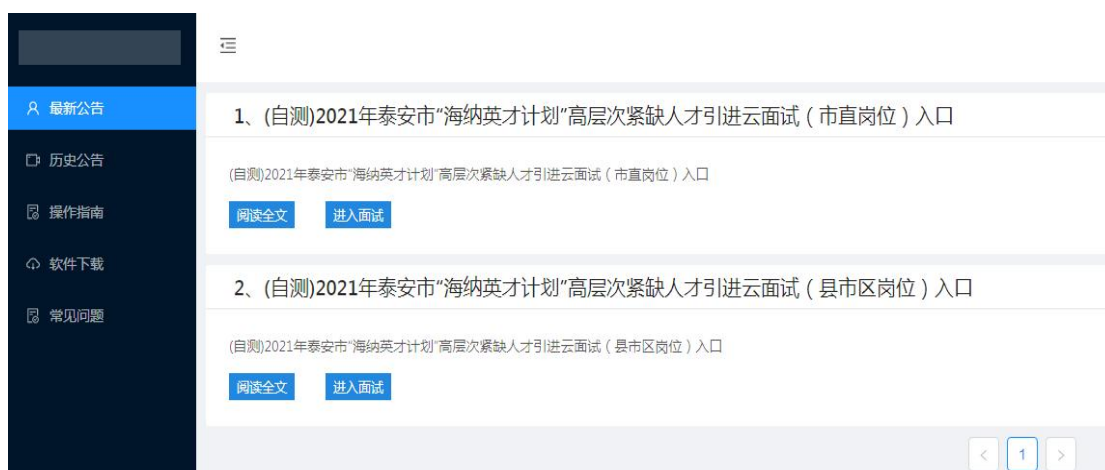 最新公告
历史公告
操作指南
软件下载
常见问题
1、(自测)2021年泰安市“海纳英才计划”高层次紧缺人才引进云面试（市直岗位）入口
(自测)2021年泰安市“海纳英才计划”高层次紧缺人才引进云面试（市直岗位）入口
阅读全文 进入面试
2、(自测)2021年泰安市“海纳英才计划”高层次紧缺人才引进云面试（县市区岗位）入口
(自测)2021年泰安市“海纳英才计划”高层次紧缺人才引进云面试（县市区岗位）入口
阅读全文 进入面试
< 1 >